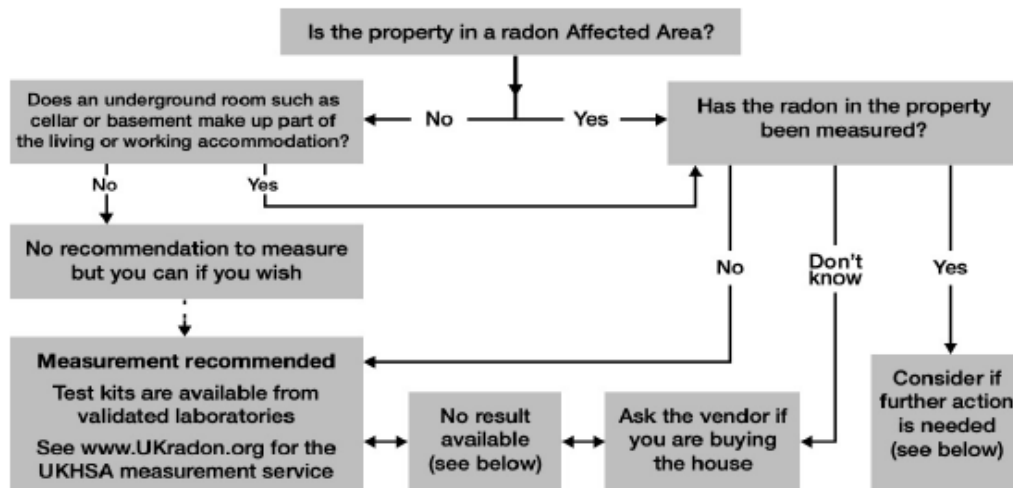 Is the property in a radon Affected Area?
Does an underground room such as
cellar or basement make up part of
the living or working accommodation?
No
Yes
Has the radon in the property
been measured?
No
Yes
No recommendation to measure
but you can if you wish
No
Don't
know
Yes
Measurement recommended
Test kits are available from
validated laboratories
See www.UKradon.org for the
UKHSA measurement service
No result
available
(see below)
Ask the vendor if
you are buying
the house
Consider if
further action
is needed
(see below)